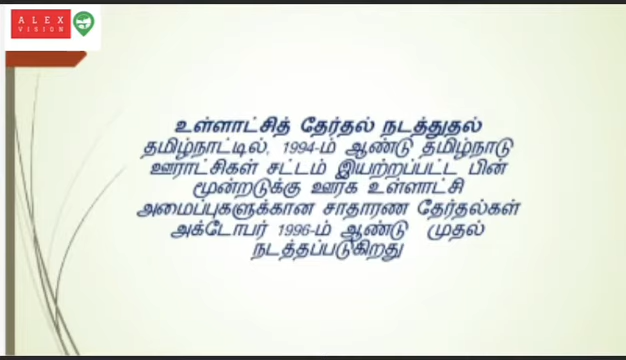 ALEX
VISION
உள்ளாட்சித் தேர்தல் நடத்துதல்
தமிழ்நாட்டில், 1994-ம் ஆண்டு தமிழ்நாடு
ஊராட்சிகள் சட்டம் இயற்றப்பட்ட பின்
மூன்றடுக்கு ஊரக உள்ளாட்சி
அமைப்புகளுக்கான சாதாரண தேர்தல்கள்
அக்டோபர் 1996-ம் ஆண்டு முதல்
நடத்தப்படுகிறது